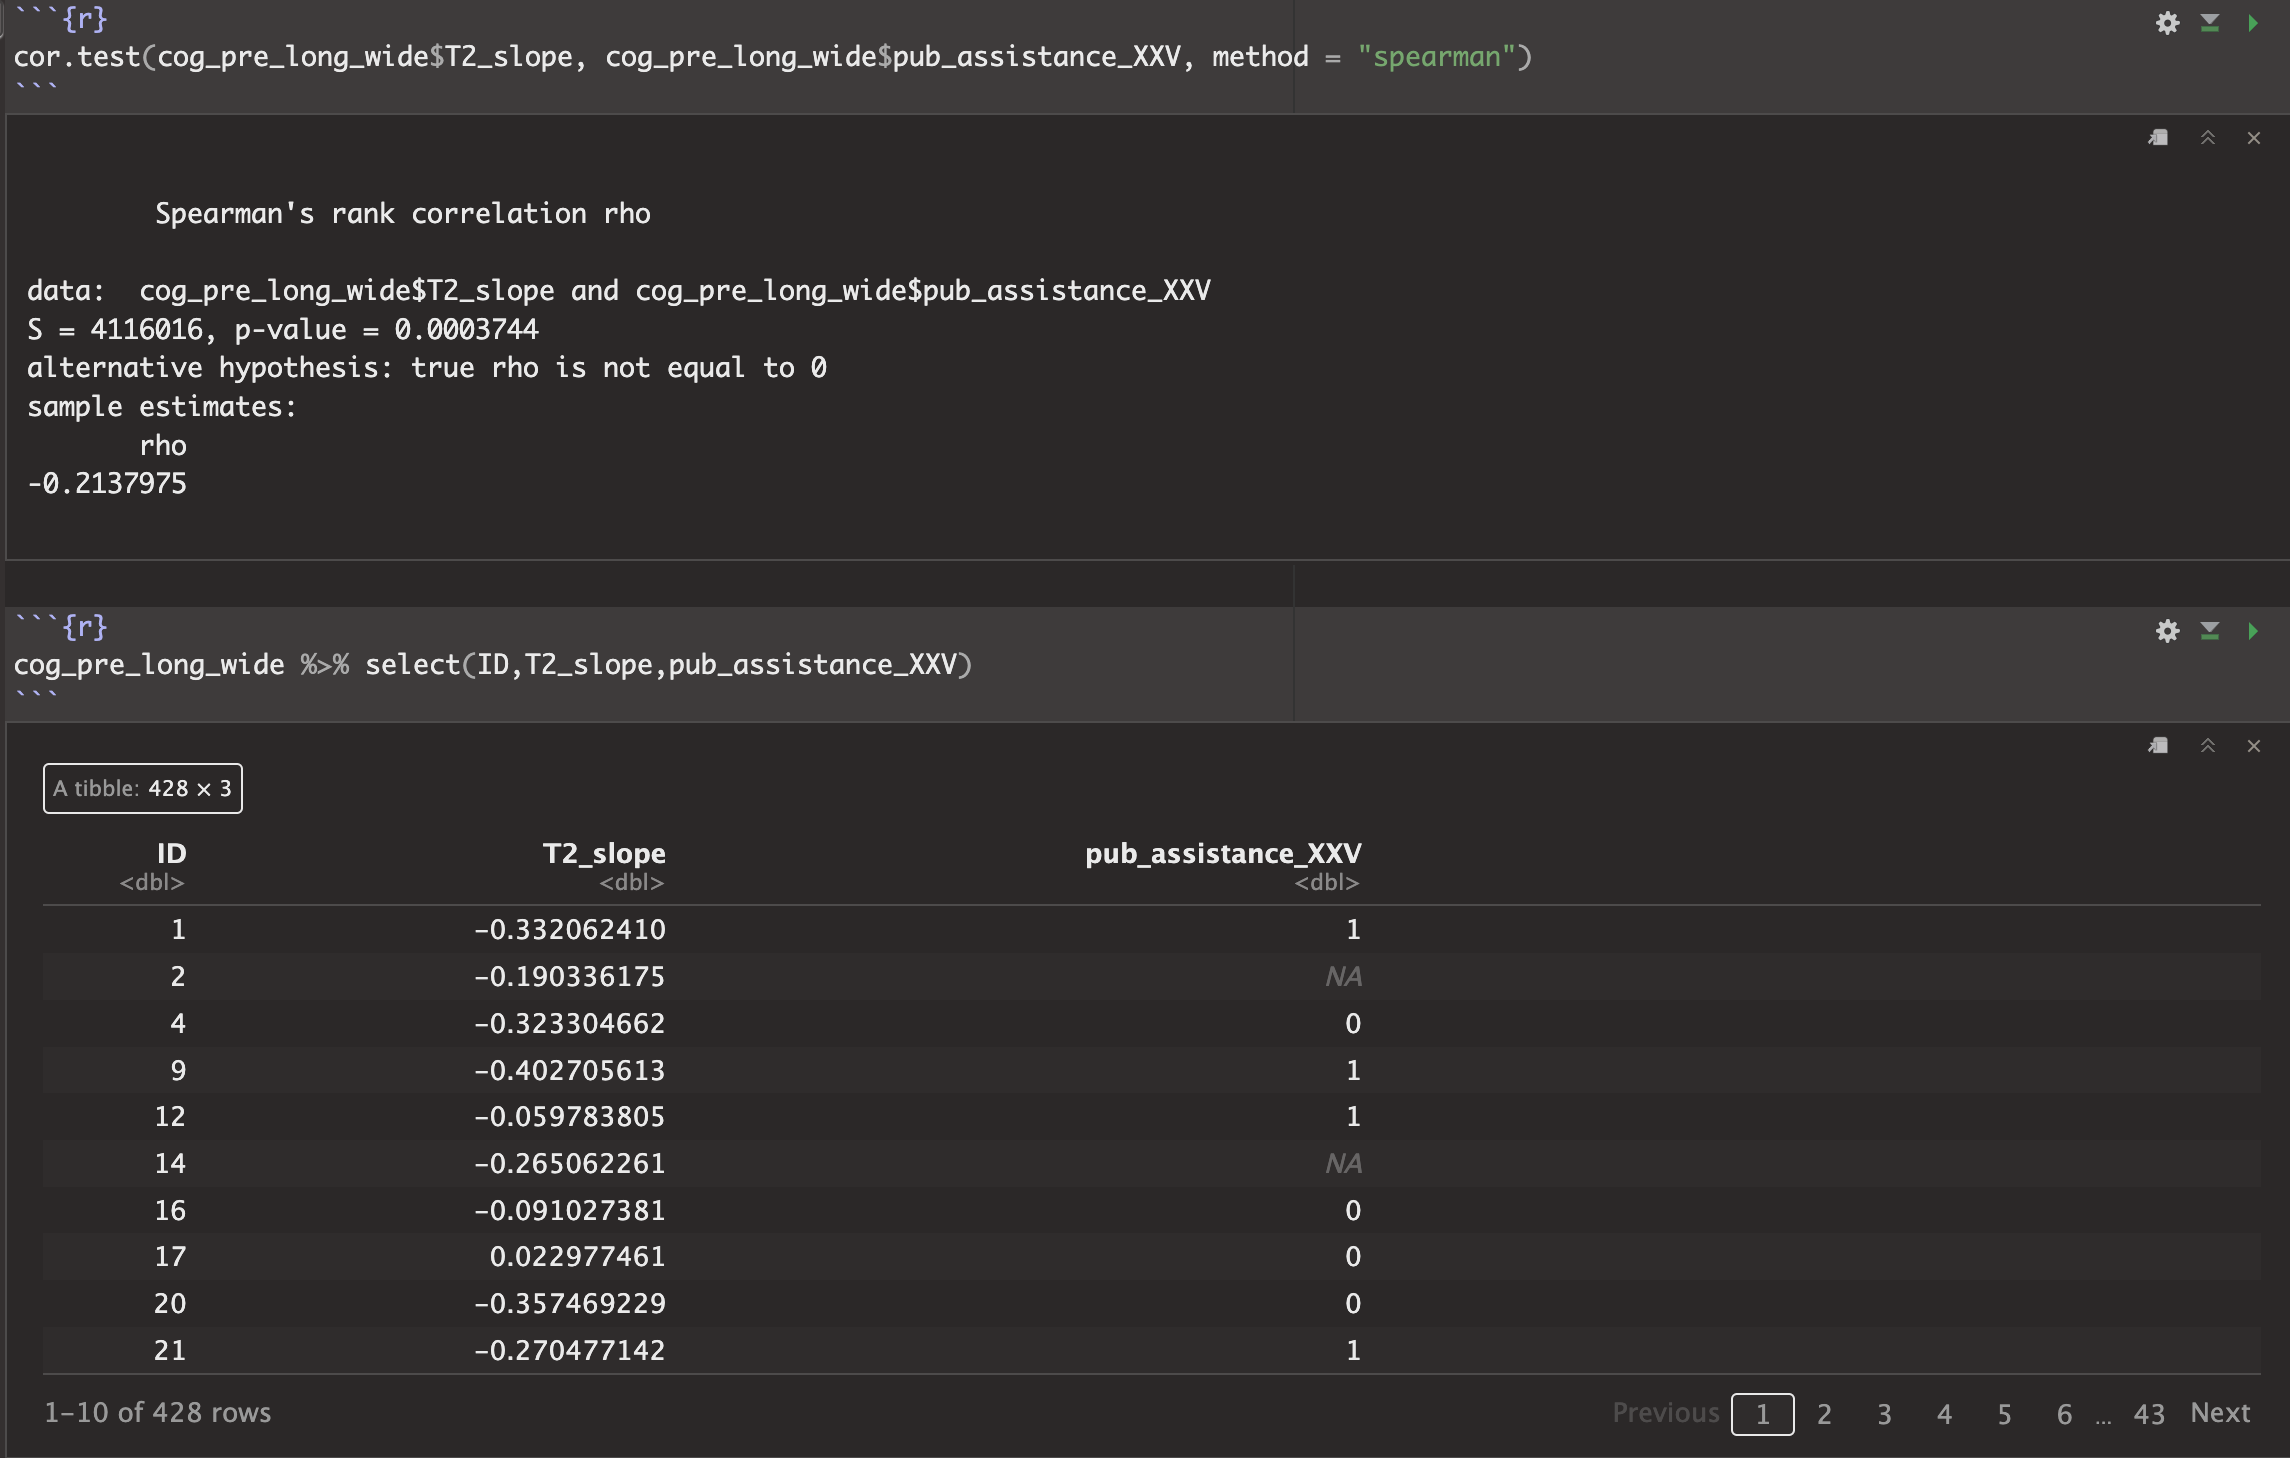 ```{r}
cor.test(cog_pre_long_wide$T2_slope, cog_pre_long_wide$pub_assistance_XXV, method = "spearman")
```
Spearman's rank correlation rho
data:  cog_pre_long_wide$T2_slope and cog_pre_long_wide$pub_assistance_XXV
S = 4116016, p-value = 0.0003744
alternative hypothesis: true rho is not equal to 0
sample estimates:
rho
-0.2137975
```{r}
cog_pre_long_wide %>% select(ID,T2_slope,pub_assistance_XXV)
```
A tibble: 428 × 3
ID T2_slope pub_assistance_XXV
<dbl> <dbl> <dbl>
1 -0.332062410 1
2 -0.190336175 NA
4 -0.323304662 0
9 -0.402705613 1
12 -0.059783805 1
14 -0.265062261 NA
16 -0.091027381 0
17 0.022977461 0
20 -0.357469229 0
21 -0.270477142 1
1-10 of 428 rows Previous 1 2 3 4 5 6 ... 43 Next